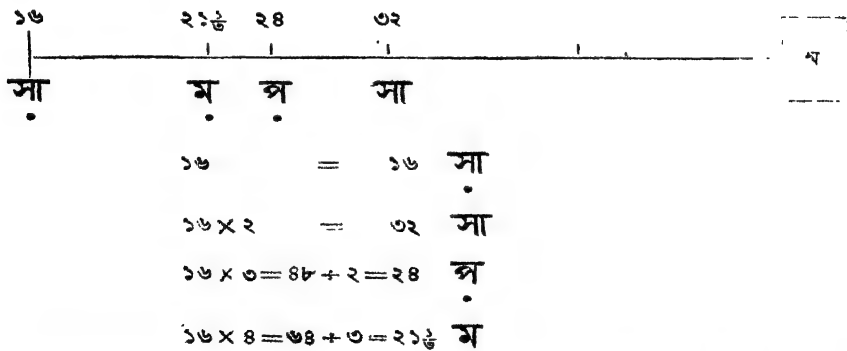 ১৬ ২১⅓ ২৪ ৩২
সা় ম় প় সা
১৬ = ১৬ সা়
১৬ × ২ = ৩২ সা
১৬ × ৩ = ৪৮ ÷ ২ = ২৪ প়
১৬ × ৪ = ৬৪ ÷ ৩ = ২১⅓ ম